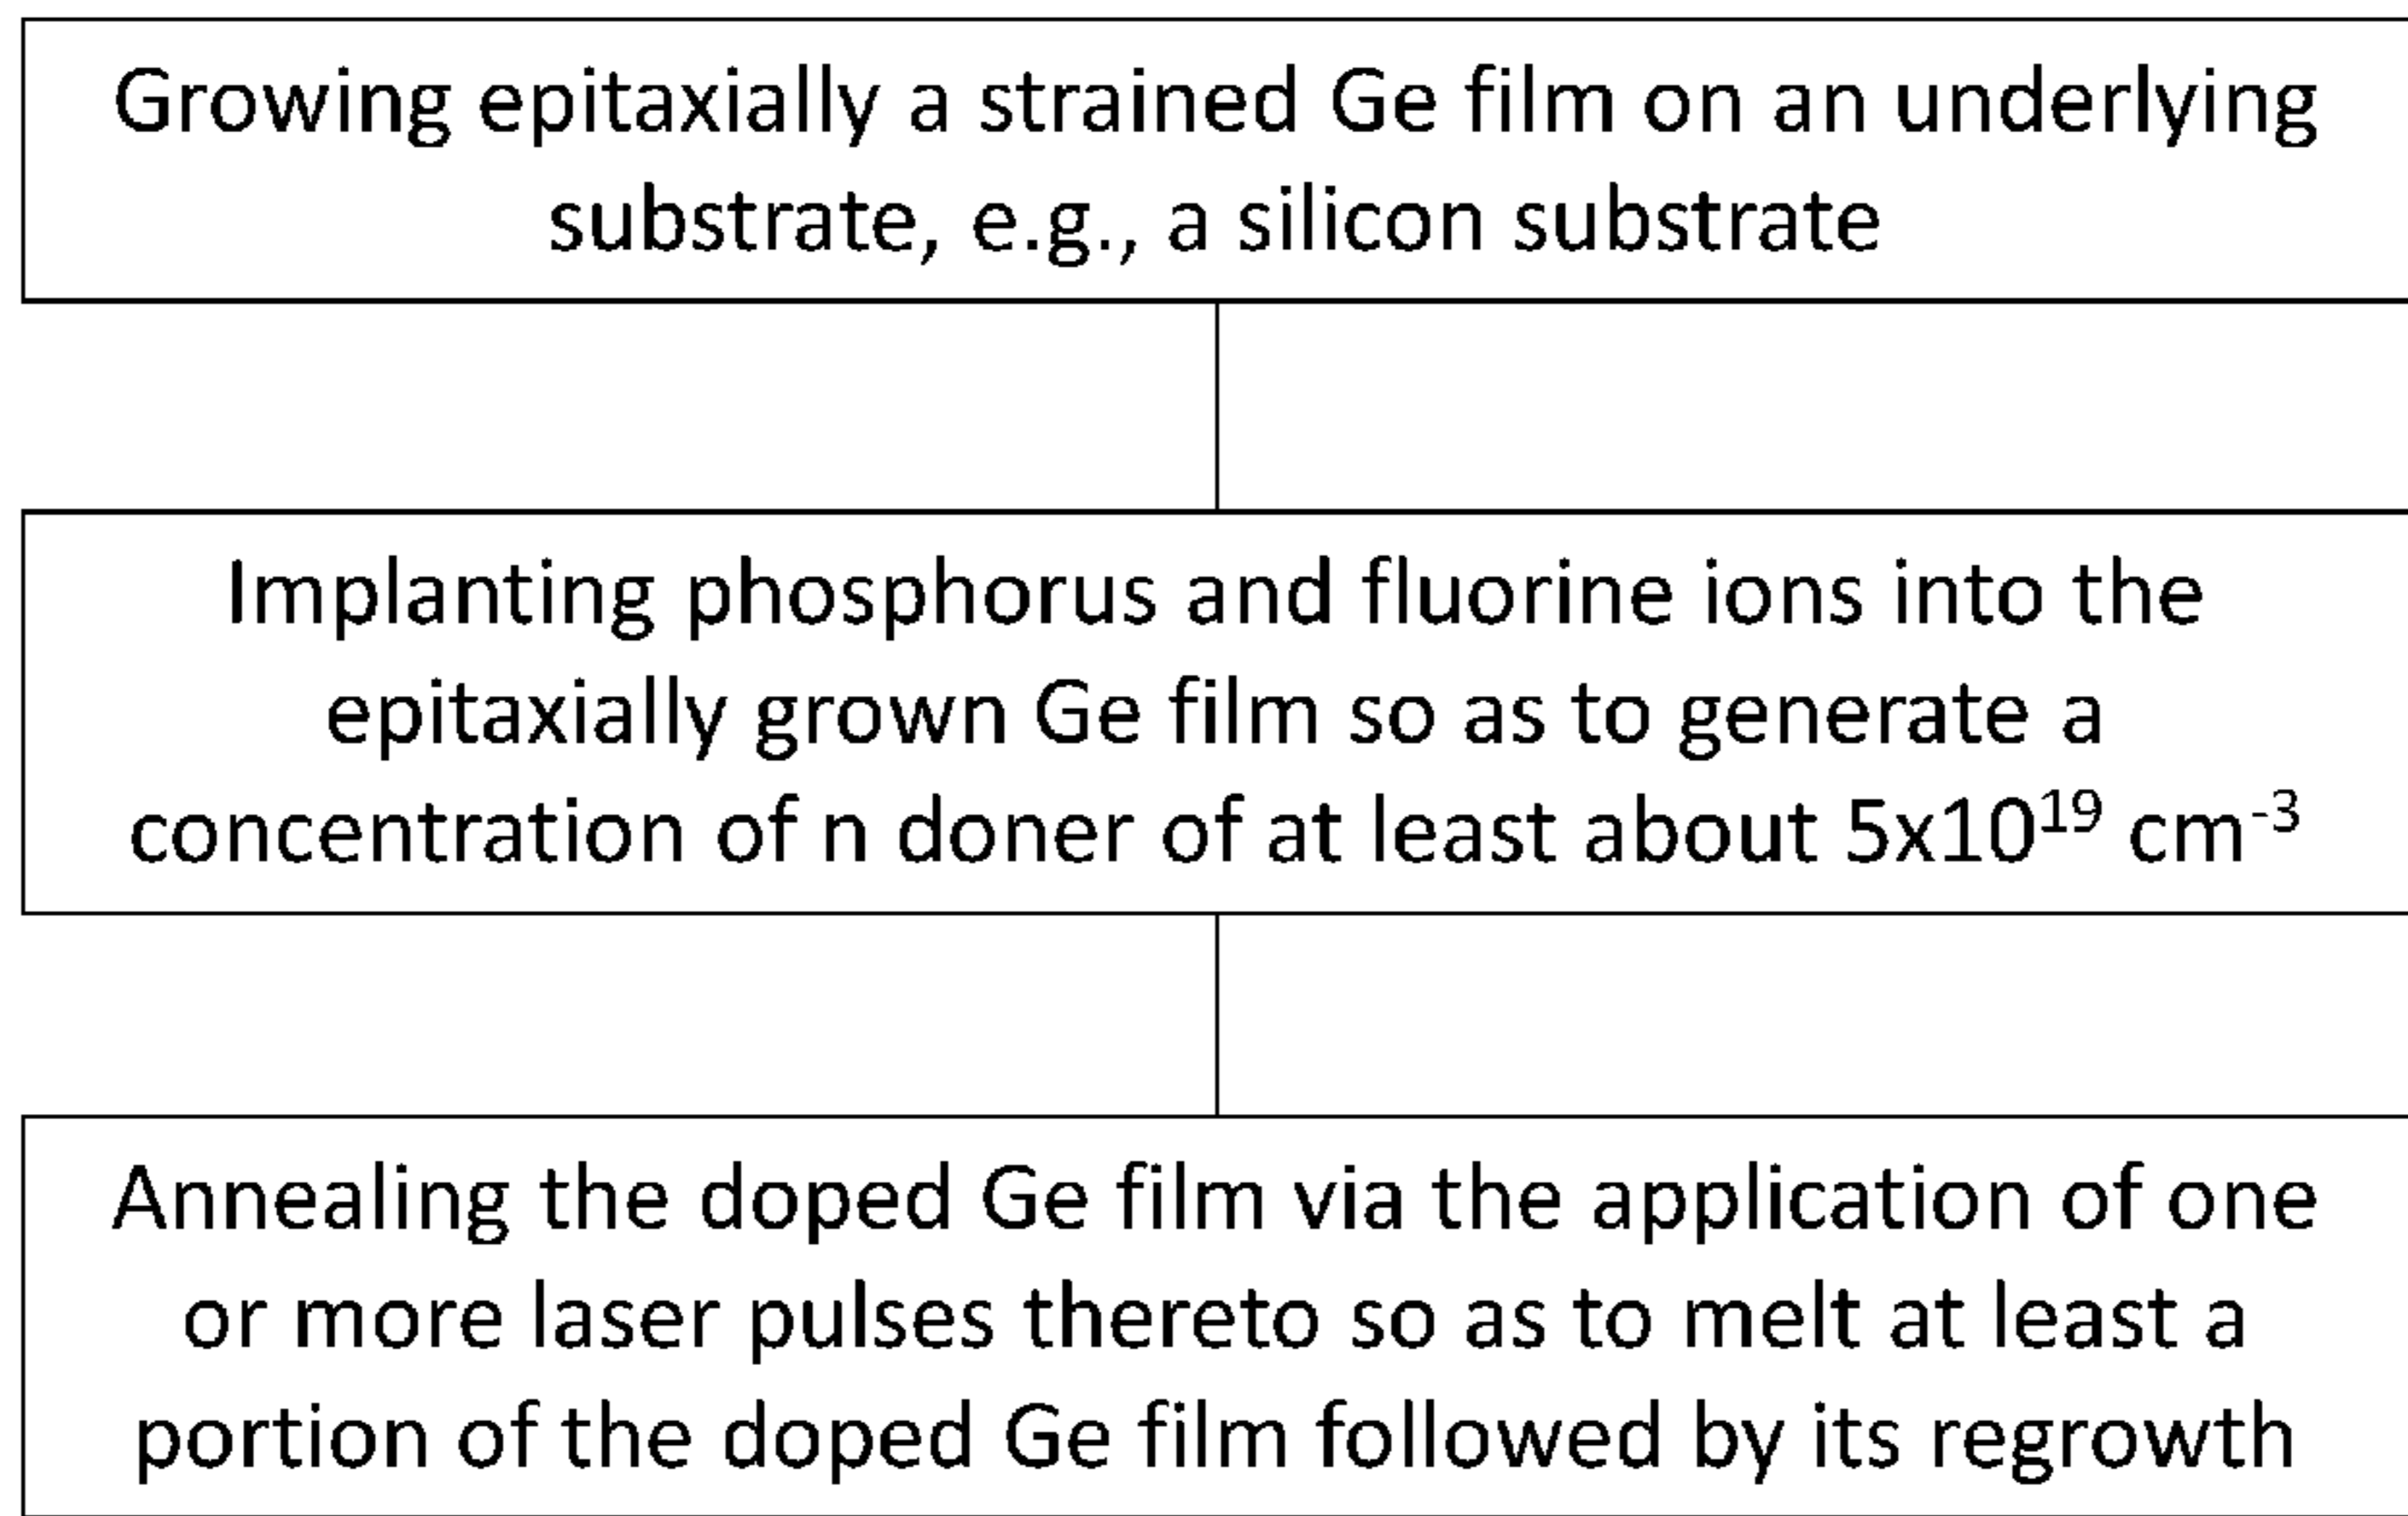 Growing epitaxially a strained Ge film on an underlying
substrate, e.g., a silicon substrate
Implanting phosphorus and fluorine ions into the
epitaxially grown Ge film so as to generate a
concentration of n doner of at least about 5x10¹⁹ cm⁻³
Annealing the doped Ge film via the application of one
or more laser pulses thereto so as to melt at least a
portion of the doped Ge film followed by its regrowth